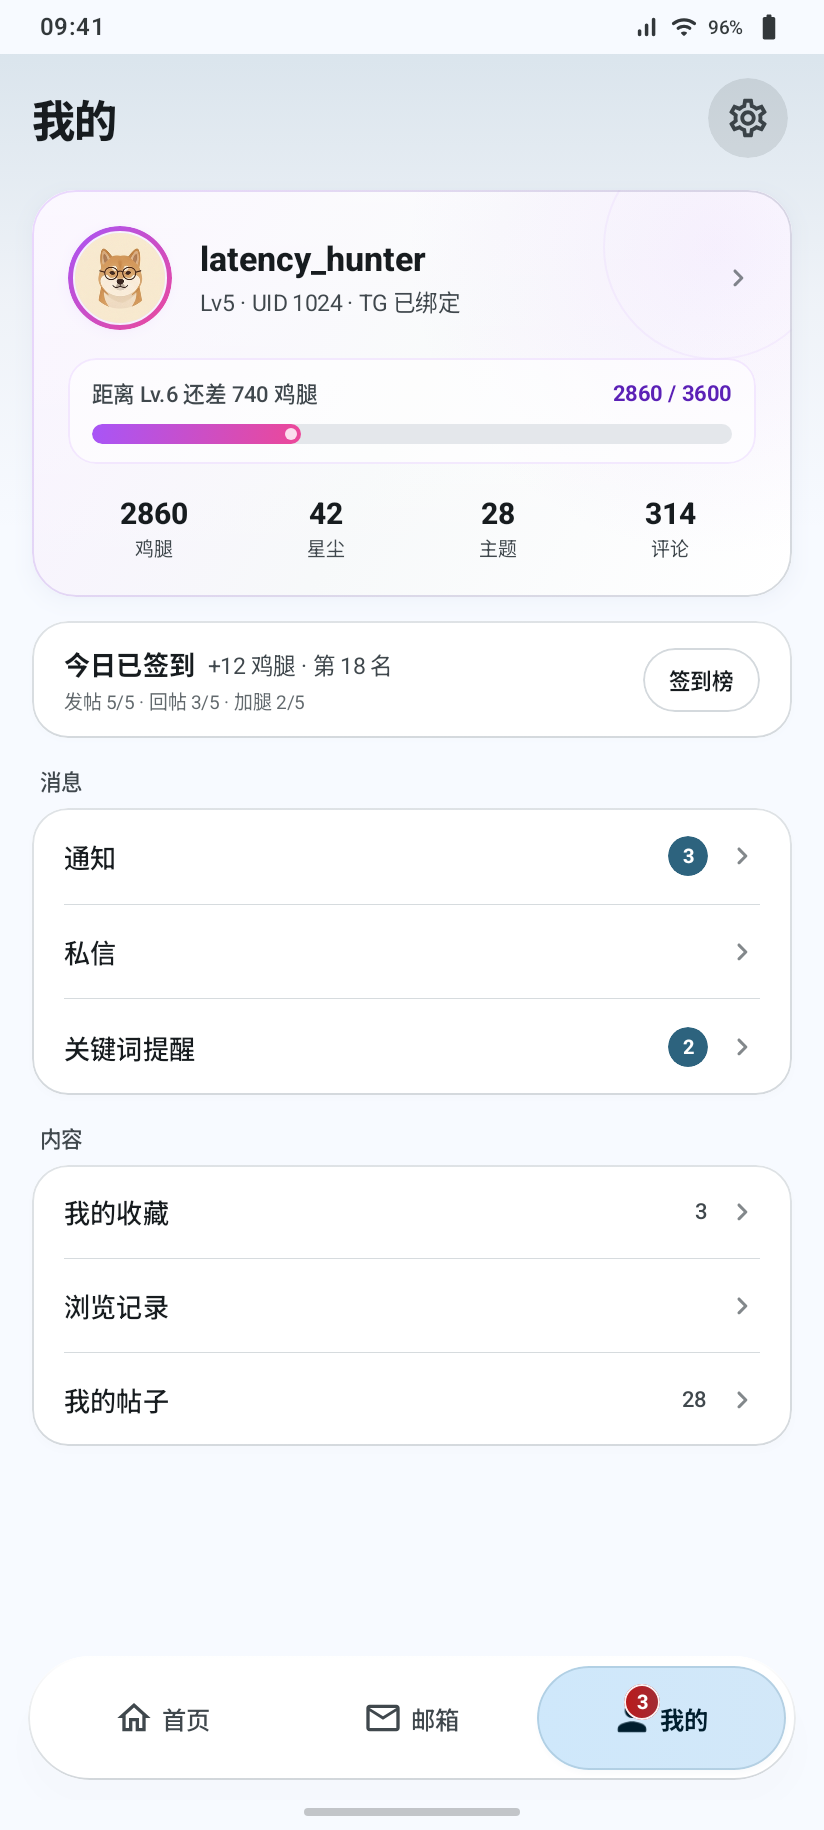 09:41
96%
我的
latency_hunter
Lv5 · UID 1024 · TG 已绑定
距离 Lv.6 还差 740 鸡腿
2860 / 3600
2860 42 28 314
鸡腿 星尘 主题 评论
今日已签到 +12 鸡腿 · 第 18 名
发帖 5/5 · 回帖 3/5 · 加腿 2/5
签到榜
消息
通知 3
私信
关键词提醒 2
内容
我的收藏 3
浏览记录
我的帖子 28
首页 邮箱 3 我的